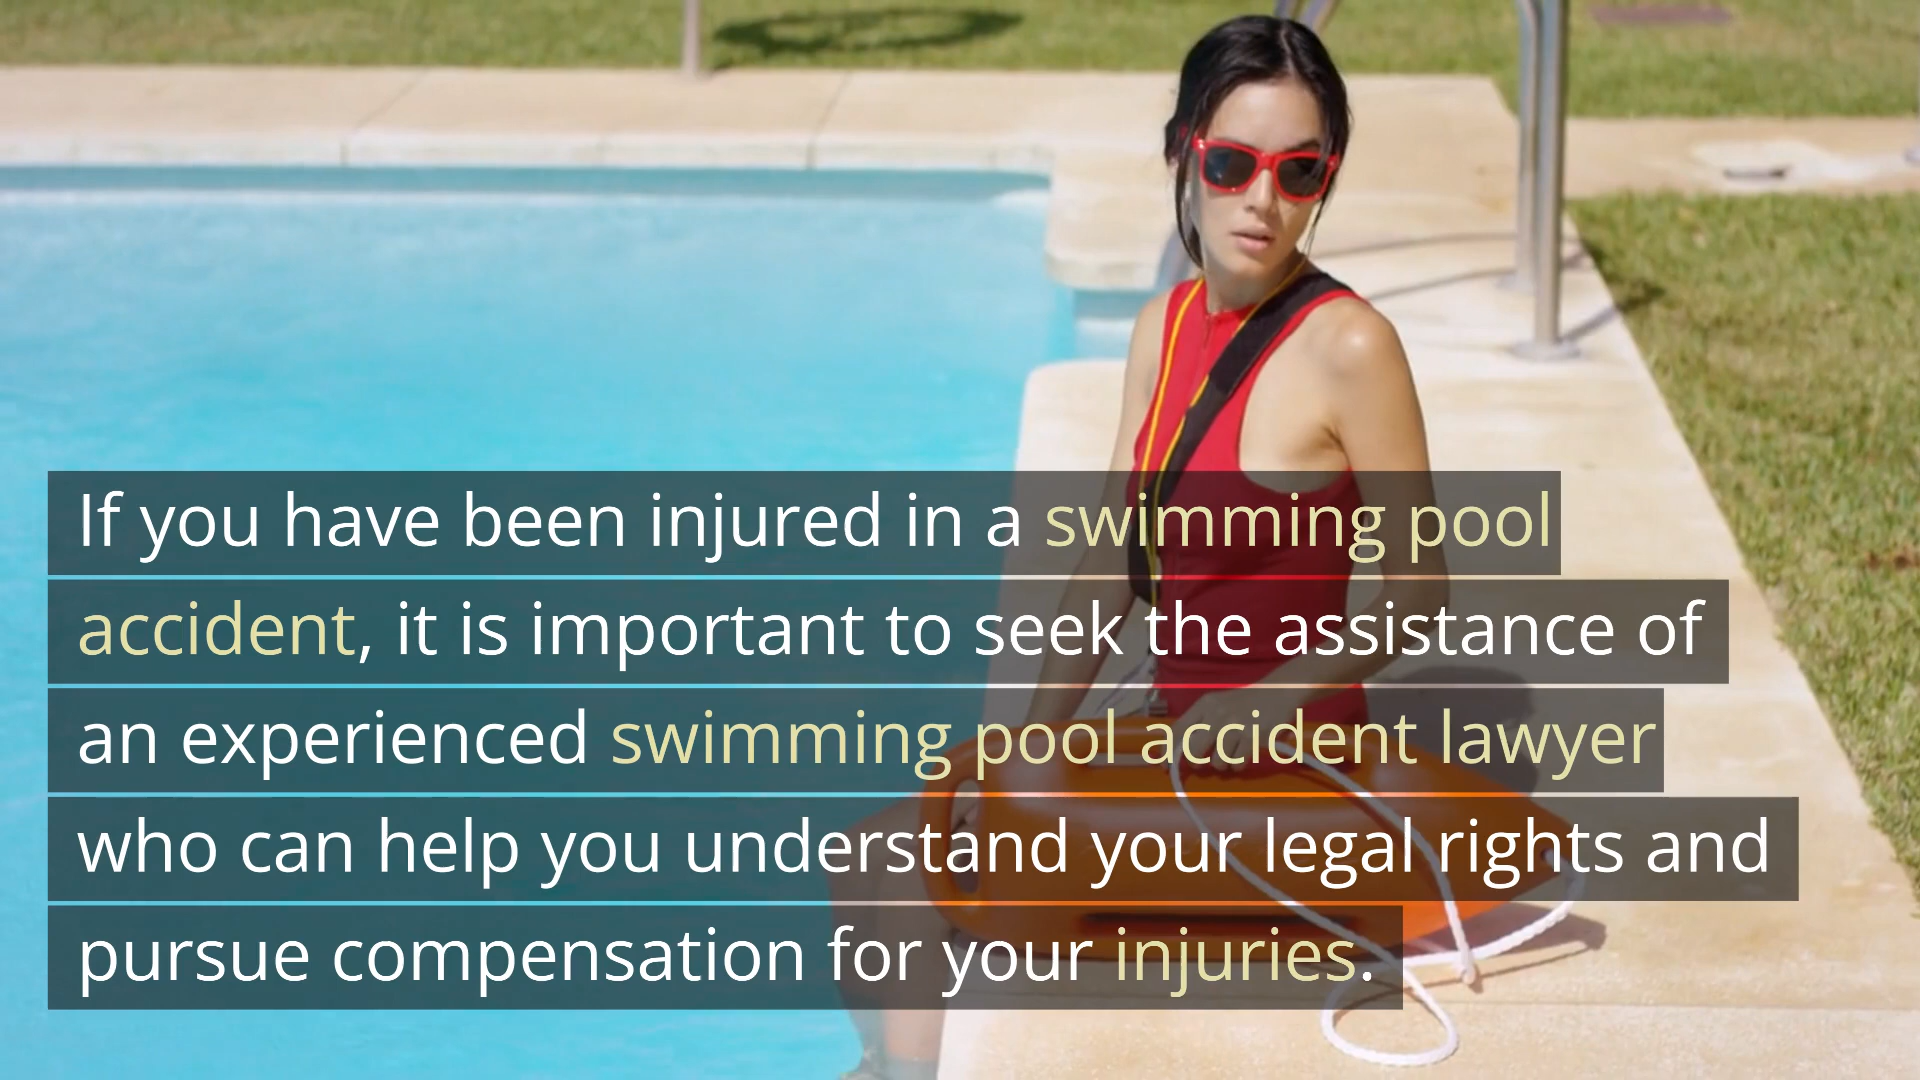 If you have been injured in a swimming pool
accident, it is important to seek the assistance of
an experienced swimming pool accident lawyer
who can help you understand your legal rights and
pursue compensation for your injuries.